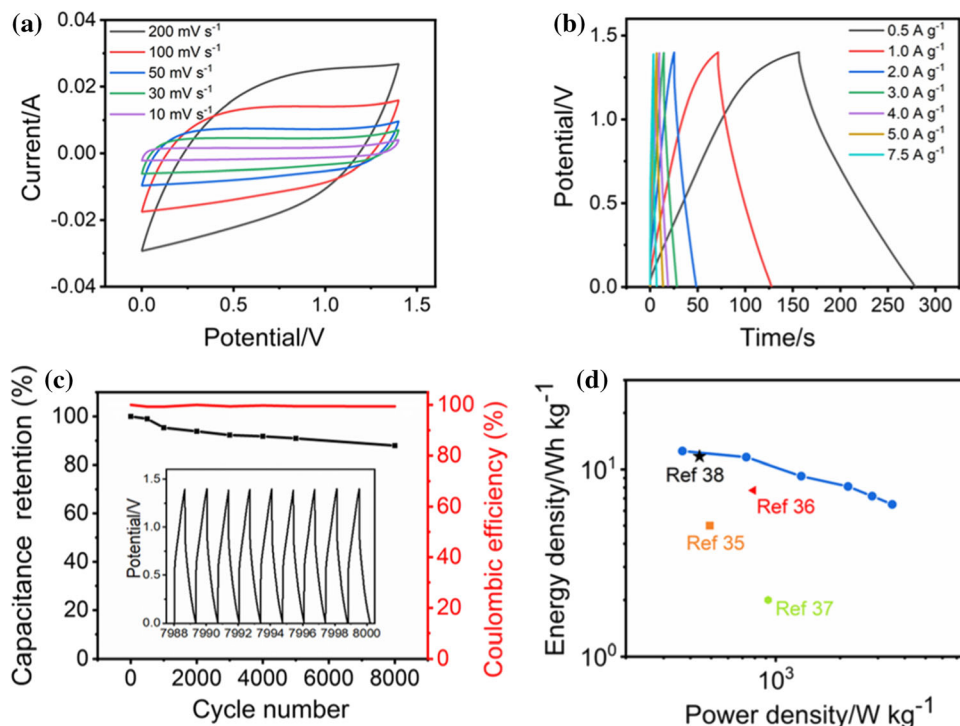 (a)
200 mV s⁻¹
100 mV s⁻¹
50 mV s⁻¹
30 mV s⁻¹
10 mV s⁻¹
Current/A
0.04
0.02
0.00
-0.02
-0.04
0.0 0.5 1.0 1.5
Potential/V
(b)
0.5 A g⁻¹
1.0 A g⁻¹
2.0 A g⁻¹
3.0 A g⁻¹
4.0 A g⁻¹
5.0 A g⁻¹
7.5 A g⁻¹
Potential/V
1.5
1.0
0.5
0.0
0 50 100 150 200 250 300
Time/s
(c)
Capacitance retention (%)
100
80
60
40
20
0
0 2000 4000 6000 8000
Cycle number
Coulombic efficiency (%)
100
80
60
40
20
0
Potential/V
1.5
1.0
0.5
0.0
7988 7990 7992 7994 7996 7998 8000
(d)
Energy density/Wh kg⁻¹
10¹
10⁰
Ref 38
Ref 36
Ref 35
Ref 37
10³
Power density/W kg⁻¹